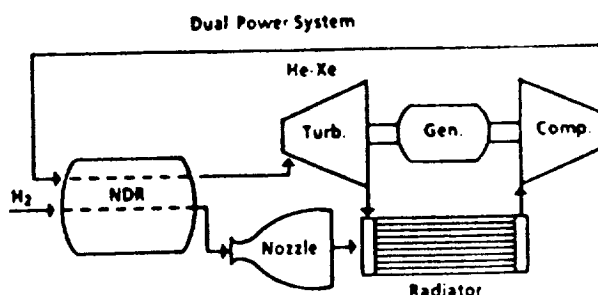 Dual Power System
He-Xe
Turb.
Gen.
Comp.
H₂
NDR
Nozzle
Radiator